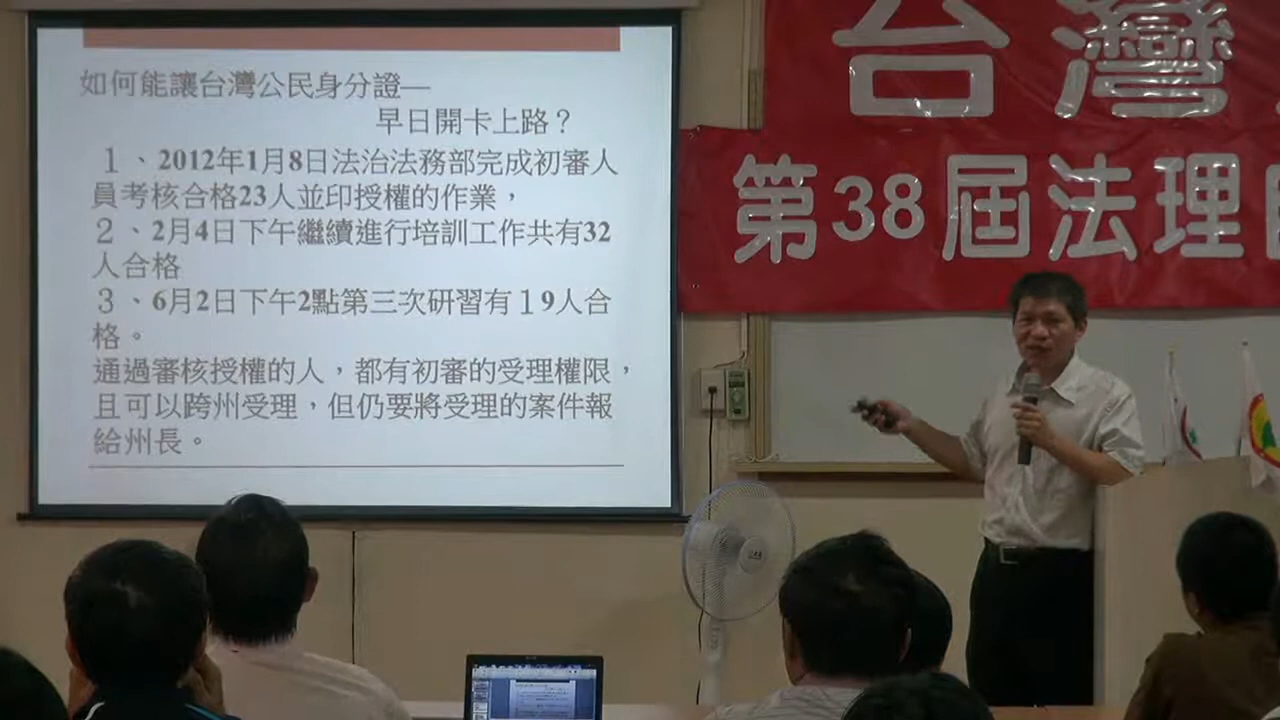 如何能讓台灣公民身分證—
早日開卡上路？
１、2012年1月8日法治法務部完成初審人
員考核合格23人並印授權的作業，
２、2月4日下午繼續進行培訓工作共有32
人合格
３、6月2日下午2點第三次研習有１9人合
格。
通過審核授權的人，都有初審的受理權限，
且可以跨州受理，但仍要將受理的案件報
給州長。
台灣
第38屆法理